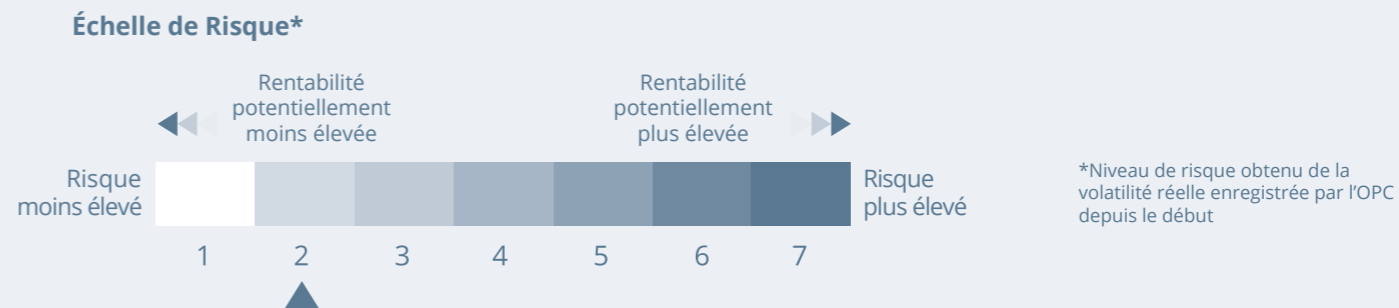 Échelle de Risque*
Rentabilité
potentiellement
moins élevée
Rentabilité
potentiellement
plus élevée
Risque
moins élevé
Risque
plus élevé
*Niveau de risque obtenu de la
volatilité réelle enregistrée par l’OPC
depuis le début
1 2 3 4 5 6 7